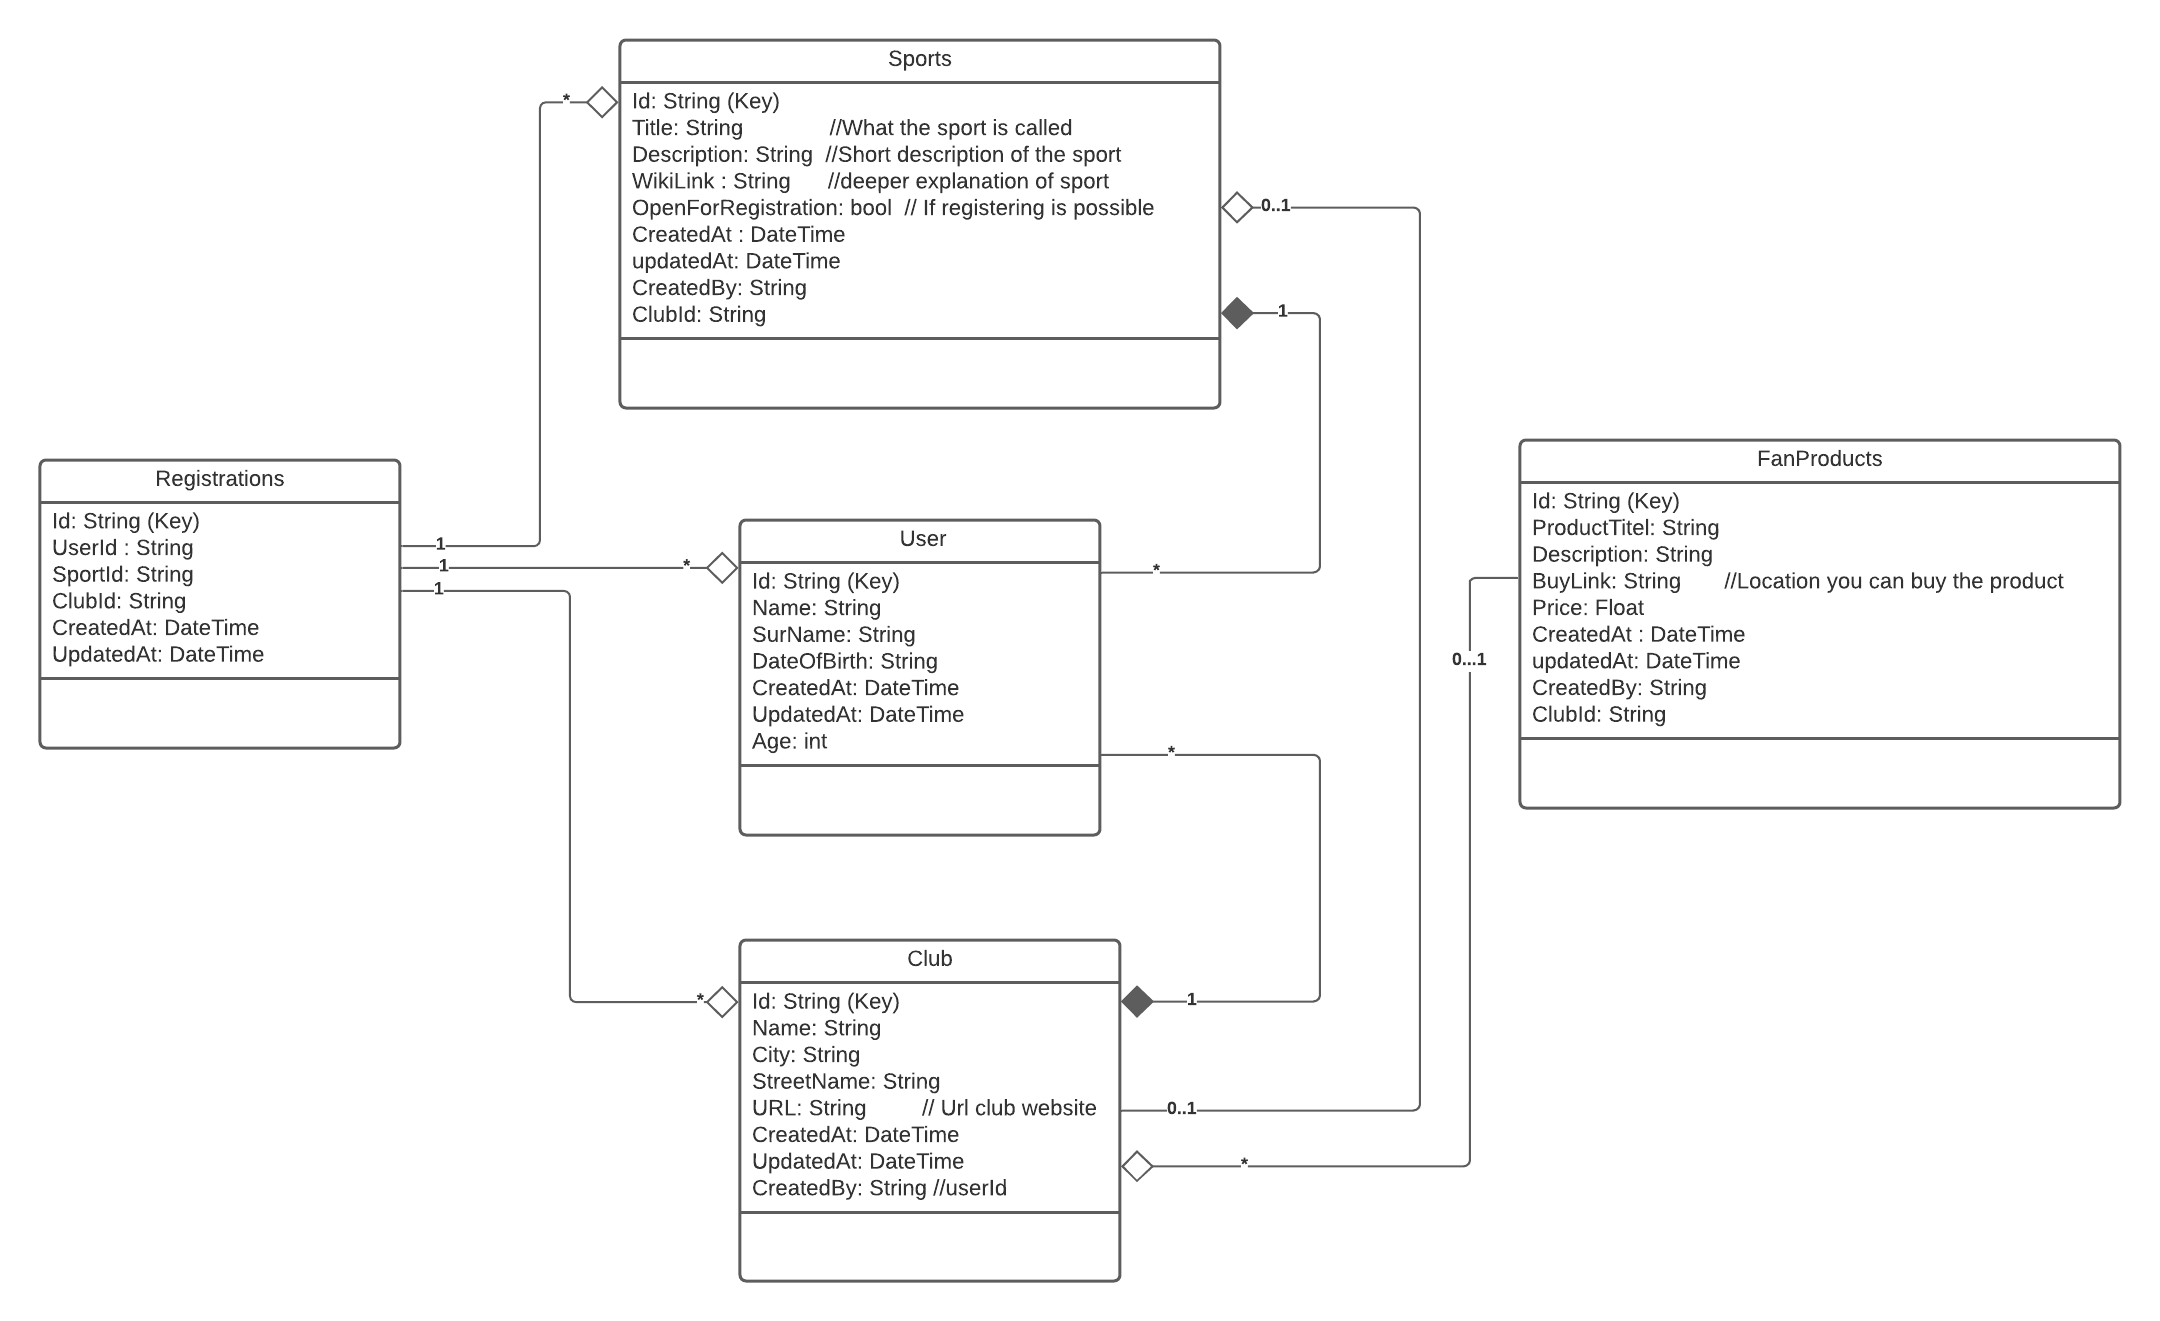 Sports
Id: String (Key)
Title: String //What the sport is called
Description: String //Short description of the sport
WikiLink : String //deeper explanation of sport
OpenForRegistration: bool // If registering is possible
CreatedAt : DateTime
updatedAt: DateTime
CreatedBy: String
ClubId: String
*
0..1
1
Registrations
Id: String (Key)
UserId : String
SportId: String
ClubId: String
CreatedAt: DateTime
UpdatedAt: DateTime
1
1
1
*
User
Id: String (Key)
Name: String
SurName: String
DateOfBirth: String
CreatedAt: DateTime
UpdatedAt: DateTime
Age: int
*
*
FanProducts
Id: String (Key)
ProductTitel: String
Description: String
BuyLink: String //Location you can buy the product
Price: Float
CreatedAt : DateTime
updatedAt: DateTime
CreatedBy: String
ClubId: String
0...1
Club
Id: String (Key)
Name: String
City: String
StreetName: String
URL: String // Url club website
CreatedAt: DateTime
UpdatedAt: DateTime
CreatedBy: String //userId
*
1
0..1
*